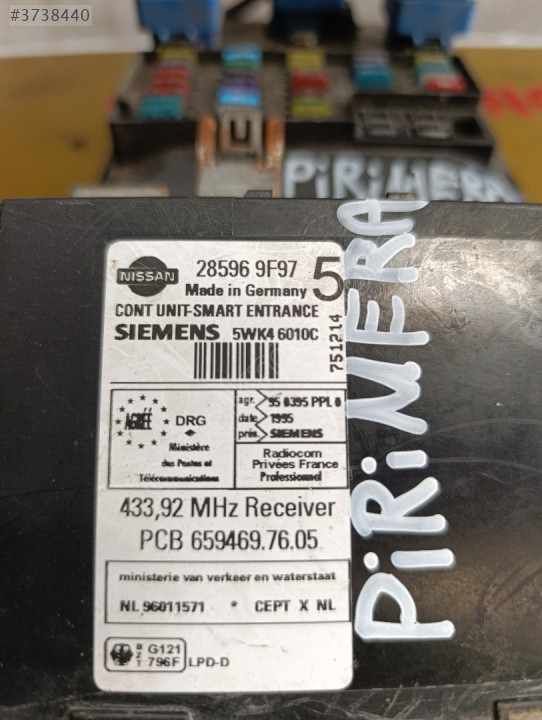 #3738440
PiRiMERA
NISSAN
28596 9F97 5
Made in Germany
CONT UNIT-SMART ENTRANCE
SIEMENS 5WK4 6010C
751214
AGRÉÉ
DRG
Ministère
des Postes et
Télécommunications
agr. 95 0395 PPL 0
date 1995
prés. SIEMENS
Radiocom
Privées France
Professionnel
433,92 MHz Receiver
PCB 659469.76.05
ministerie van verkeer en waterstaat
NL 96011571 * CEPT X NL
BZT G121
796F LPD-D
PiRiMERA